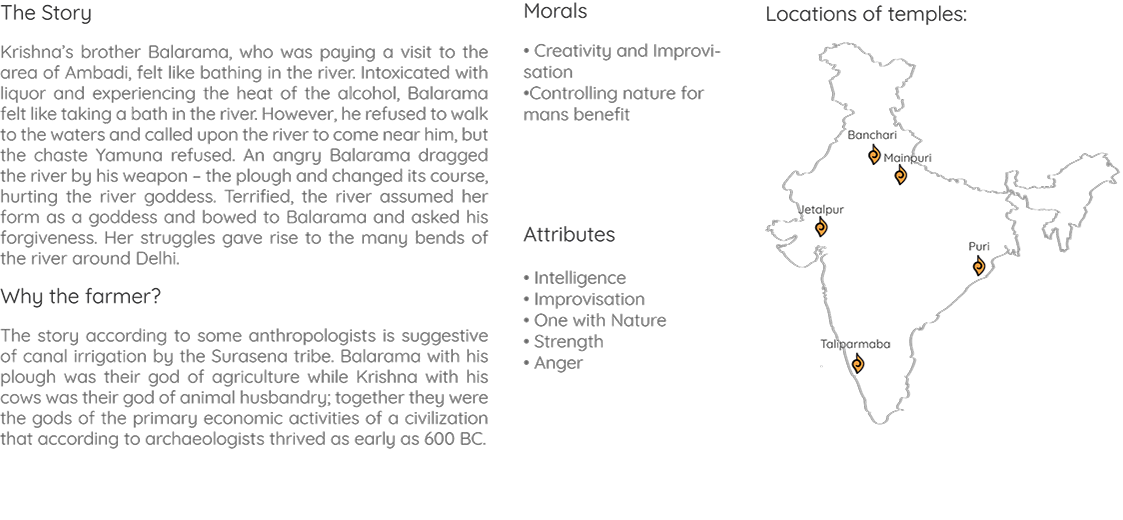 The Story
Krishna’s brother Balarama, who was paying a visit to the
area of Ambadi, felt like bathing in the river. Intoxicated with
liquor and experiencing the heat of the alcohol, Balarama
felt like taking a bath in the river. However, he refused to walk
to the waters and called upon the river to come near him, but
the chaste Yamuna refused. An angry Balarama dragged
the river by his weapon – the plough and changed its course,
hurting the river goddess. Terrified, the river assumed her
form as a goddess and bowed to Balarama and asked his
forgiveness. Her struggles gave rise to the many bends of
the river around Delhi.
Why the farmer?
The story according to some anthropologists is suggestive
of canal irrigation by the Surasena tribe. Balarama with his
plough was their god of agriculture while Krishna with his
cows was their god of animal husbandry; together they were
the gods of the primary economic activities of a civilization
that according to archaeologists thrived as early as 600 BC.
Morals
• Creativity and Improvi-
sation
•Controlling nature for
mans benefit
Attributes
• Intelligence
• Improvisation
• One with Nature
• Strength
• Anger
Locations of temples:
Banchari
Mainpuri
Jetalpur
Puri
Taliparmaba